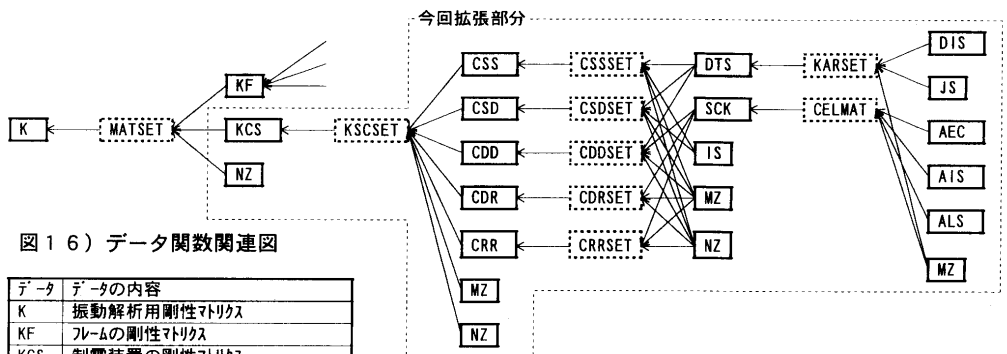 今回拡張部分
K
MATSET
KF
KCS
NZ
KSCSET
CSS
CSD
CDD
CDR
CRR
MZ
NZ
CSSSET
CSDSET
CDDSET
CDRSET
CRRSET
DTS
SCK
IS
MZ
NZ
KARSET
CELMAT
DIS
JS
AEC
AIS
ALS
MZ
図16)データ関数関連図
データ データの内容
K 振動解析用剛性マトリクス
KF フレームの剛性マトリクス